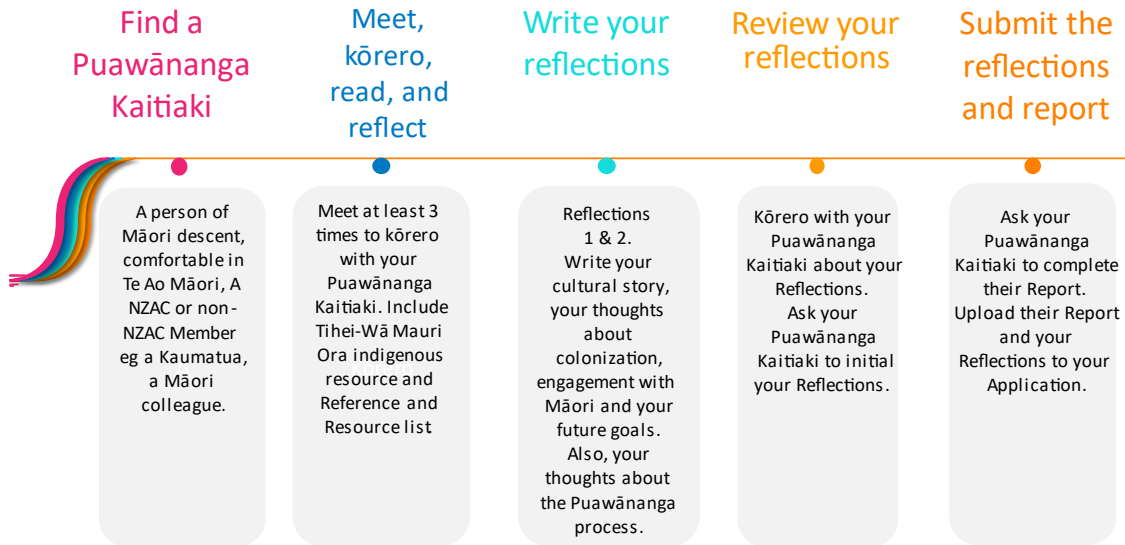 Find a
Puawānanga
Kaitiaki
Meet,
kōrero,
read, and
reflect
Write your
reflections
Review your
reflections
Submit the
reflections
and report
A person of
Māori descent,
comfortable in
Te Ao Māori, A
NZAC or non-
NZAC Member
eg a Kaumatua,
a Māori
colleague.
Meet at least 3
times to kōrero
with your
Puawānanga
Kaitiaki. Include
Tihei-Wā Mauri
Ora indigenous
resource and
Reference and
Resource list
Reflections
1 & 2.
Write your
cultural story,
your thoughts
about
colonization,
engagement with
Māori and your
future goals.
Also, your
thoughts about
the Puawānanga
process.
Kōrero with your
Puawānanga
Kaitiaki about your
Reflections.
Ask your
Puawānanga
Kaitiaki to initial
your Reflections.
Ask your
Puawānanga
Kaitiaki to complete
their Report.
Upload their Report
and your
Reflections to your
Application.